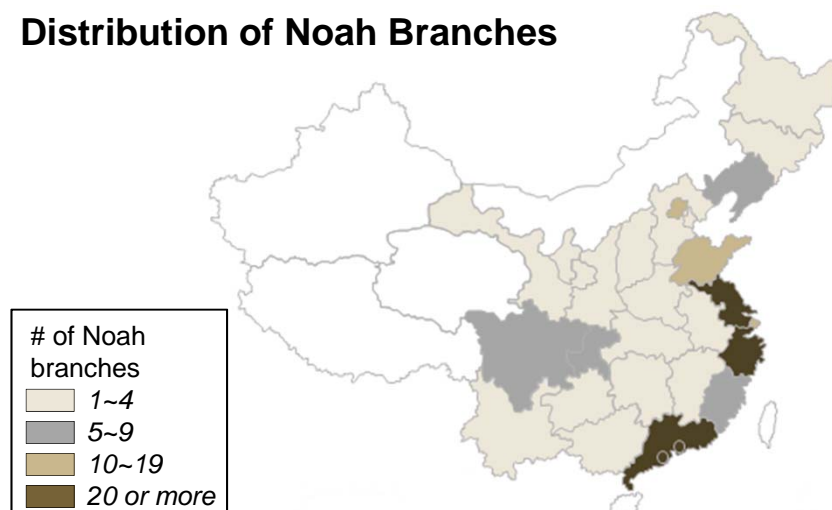 Distribution of Noah Branches
# of Noah
branches
1~4
5~9
10~19
20 or more